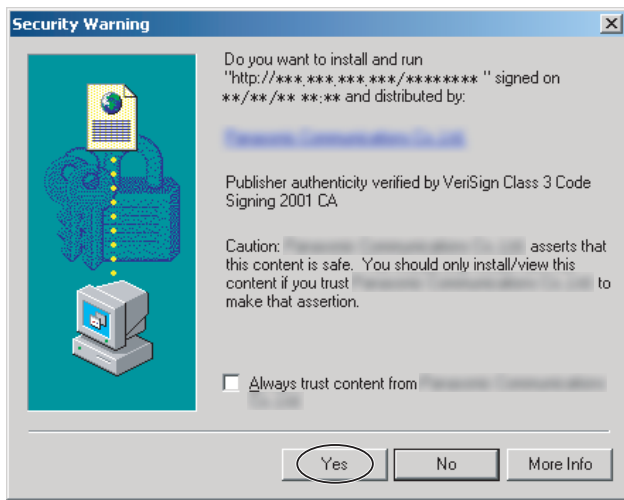 Security Warning
Do you want to install and run
"http://***.***.***.***/******** " signed on
**/**/** **:** and distributed by:
Publisher authenticity verified by VeriSign Class 3 Code
Signing 2001 CA
Caution: asserts that
this content is safe. You should only install/view this
content if you trust to
make that assertion.
Always trust content from
Yes
No
More Info